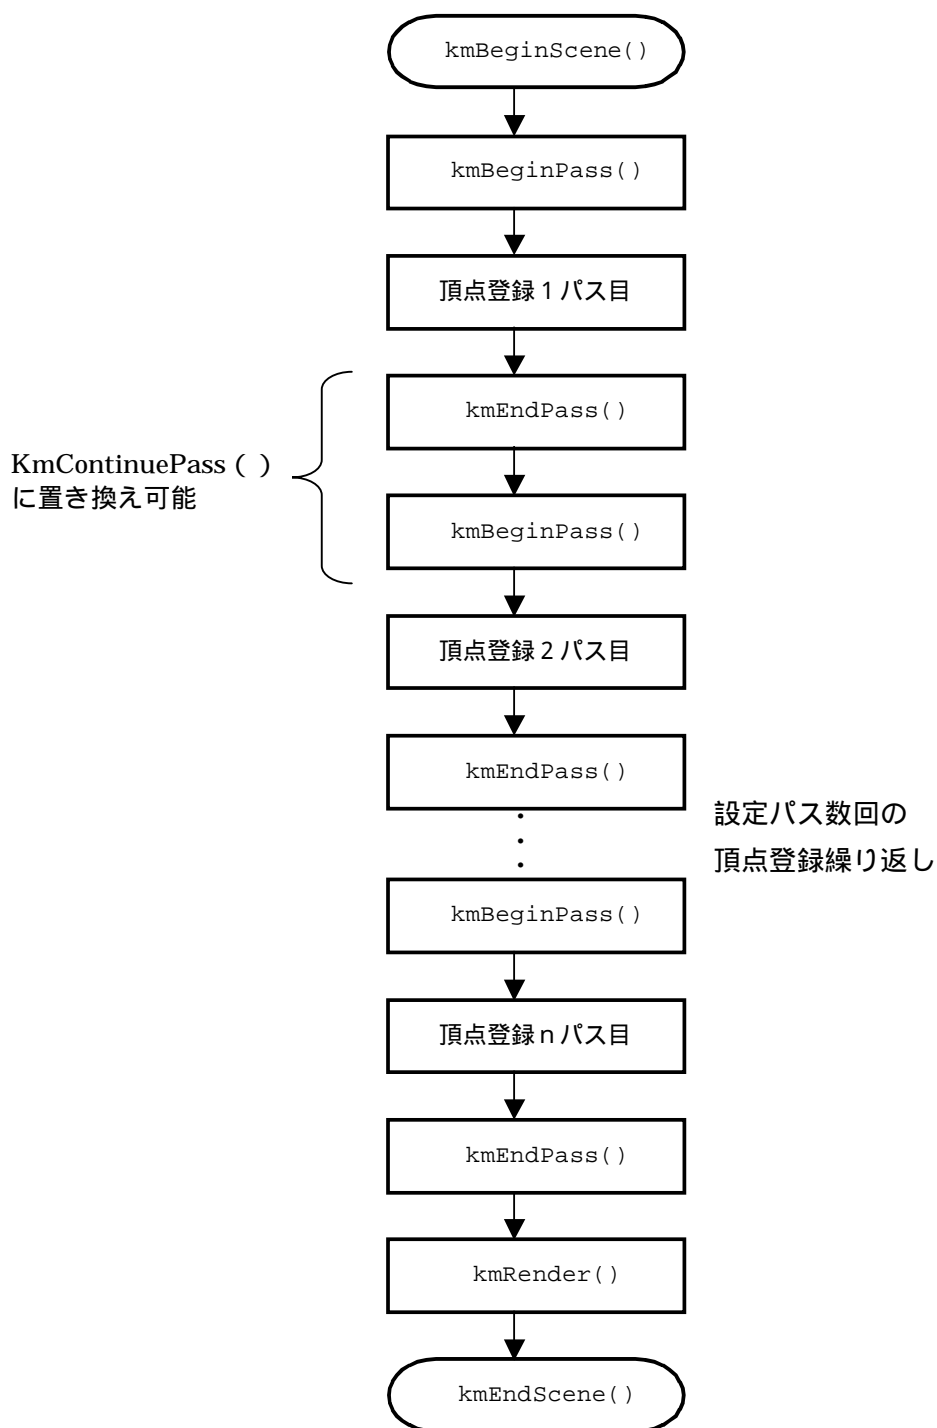 kmBeginScene()
kmBeginPass()
頂点登録1パス目
kmEndPass()
KmContinuePass ( )
に置き換え可能
kmBeginPass()
頂点登録2パス目
kmEndPass()
設定パス数回の
頂点登録繰り返し
kmBeginPass()
頂点登録nパス目
kmEndPass()
kmRender()
kmEndScene()